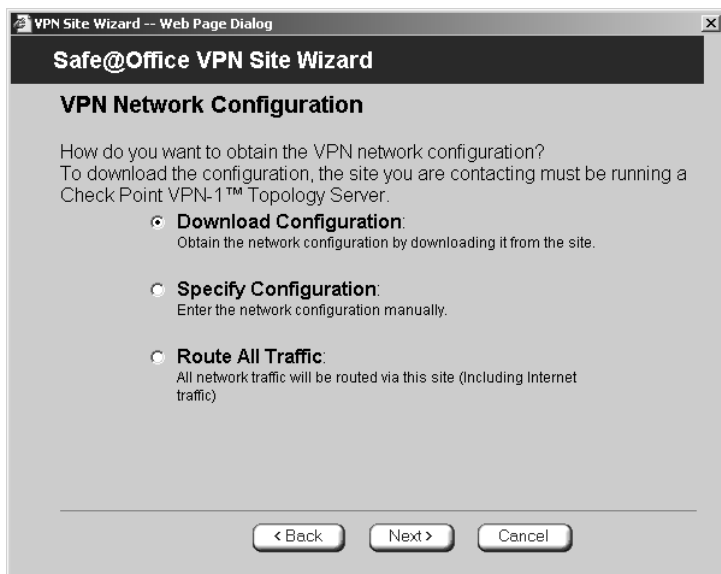 VPN Site Wizard -- Web Page Dialog
Safe@Office VPN Site Wizard
VPN Network Configuration
How do you want to obtain the VPN network configuration?
To download the configuration, the site you are contacting must be running a
Check Point VPN-1™ Topology Server.
Download Configuration:
Obtain the network configuration by downloading it from the site.
Specify Configuration:
Enter the network configuration manually.
Route All Traffic:
All network traffic will be routed via this site (Including Internet
traffic)
< Back Next > Cancel